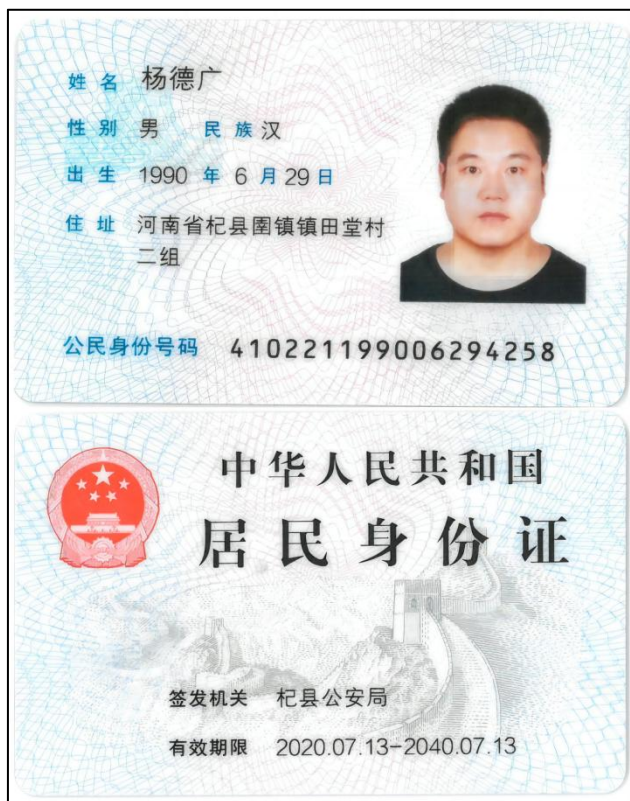 姓名 杨德广
性别 男 民族 汉
出生 1990 年 6 月 29 日
住址 河南省杞县圉镇镇田堂村
二组
公民身份号码 410221199006294258
中华人民共和国
居民身份证
签发机关 杞县公安局
有效期限 2020.07.13-2040.07.13